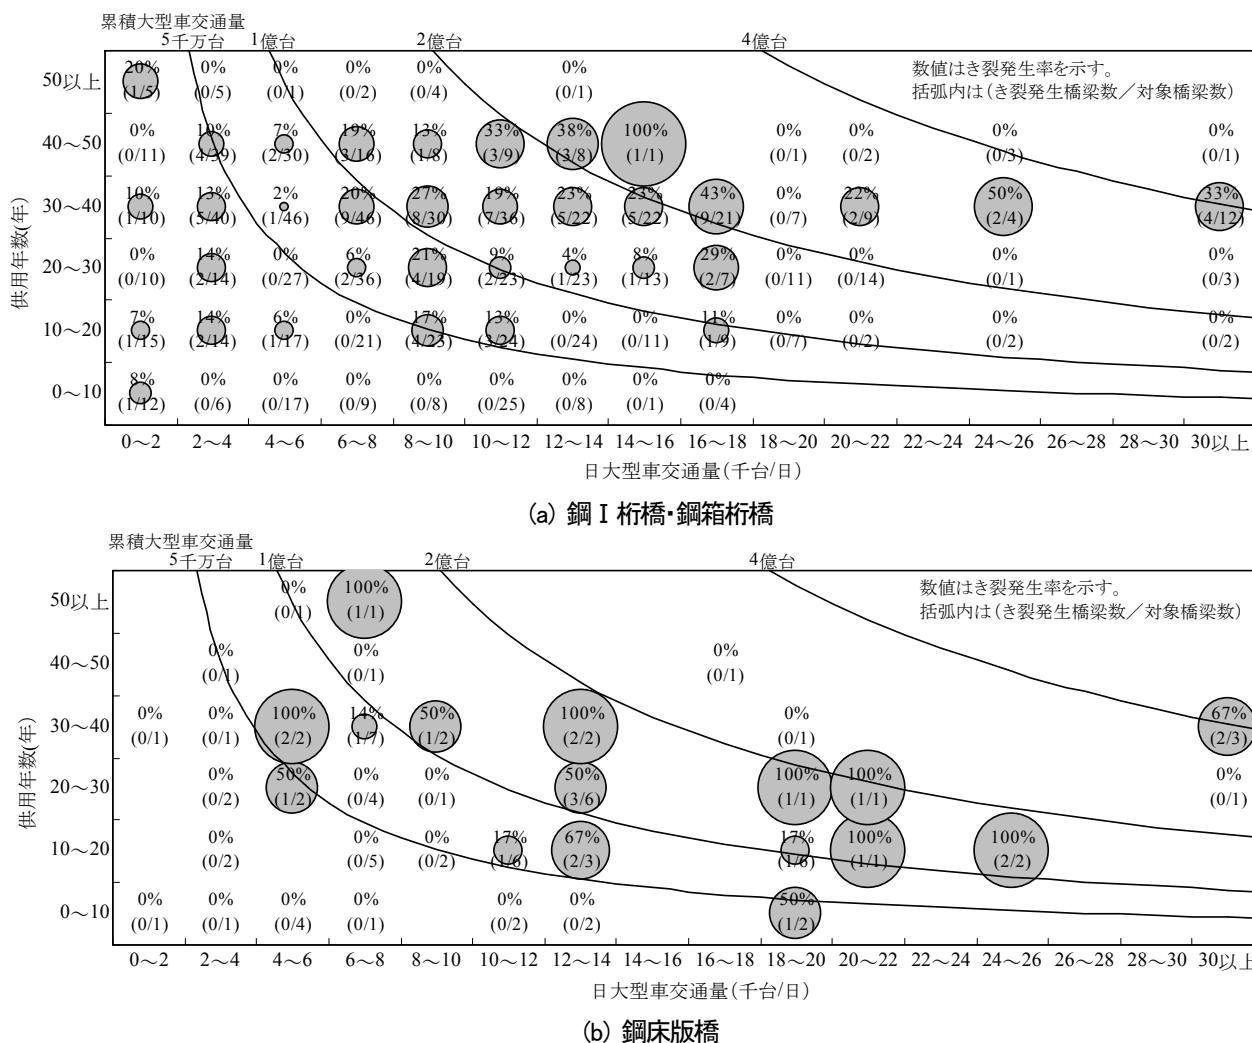 累積大型車交通量
5千万台 1億台 2億台 4億台
数値はき裂発生率を示す。
括弧内は(き裂発生橋梁数／対象橋梁数)
供用年数(年)
50以上 20% 0% 0% 0% 0% 0%
(1/5) (0/5) (0/1) (0/2) (0/4) (0/1)
40～50 0% 10% 7% 19% 13% 33% 38% 100% 0% 0% 0% 0%
(0/11) (4/39) (2/30) (3/16) (1/8) (3/9) (3/8) (1/1) (0/1) (0/2) (0/3) (0/1)
30～40 10% 13% 2% 20% 27% 19% 23% 23% 43% 0% 22% 50% 33%
(1/10) (5/40) (1/46) (9/46) (8/30) (7/36) (5/22) (5/22) (9/21) (0/7) (2/9) (2/4) (4/12)
20～30 0% 14% 0% 6% 21% 9% 4% 8% 29% 0% 0% 0% 0%
(0/10) (2/14) (0/27) (2/36) (4/19) (2/23) (1/23) (1/13) (2/7) (0/11) (0/14) (0/1) (0/3)
10～20 7% 14% 6% 0% 17% 13% 0% 0% 11% 0% 0% 0% 0%
(1/15) (2/14) (1/17) (0/21) (4/23) (3/24) (0/24) (0/11) (1/9) (0/7) (0/2) (0/2) (0/2)
0～10 8% 0% 0% 0% 0% 0% 0% 0% 0%
(1/12) (0/6) (0/17) (0/9) (0/8) (0/25) (0/8) (0/1) (0/4)
0～2 2～4 4～6 6～8 8～10 10～12 12～14 14～16 16～18 18～20 20～22 22～24 24～26 28～30 30以上
日大型車交通量(千台/日)
(a) 鋼Ｉ桁橋・鋼箱桁橋
累積大型車交通量
5千万台 1億台 2億台 4億台
数値はき裂発生率を示す。
括弧内は(き裂発生橋梁数／対象橋梁数)
供用年数(年)
50以上 0% 100%
(0/1) (1/1)
40～50 0% 0% 0%
(0/1) (0/1) (0/1)
30～40 0% 0% 100% 14% 50% 100% 0% 67%
(0/1) (0/1) (2/2) (1/7) (1/2) (2/2) (0/1) (2/3)
20～30 0% 50% 0% 0% 50% 100% 100% 0%
(0/2) (1/2) (0/4) (0/1) (3/6) (1/1) (1/1) (0/1)
10～20 0% 0% 0% 17% 67% 17% 100% 100%
(0/2) (0/5) (0/2) (1/6) (2/3) (1/6) (1/1) (2/2)
0～10 0% 0% 0% 0% 0% 0% 50%
(0/1) (0/1) (0/4) (0/1) (0/2) (0/2) (1/2)
0～2 2～4 4～6 6～8 8～10 10～12 12～14 14～16 16～18 18～20 20～22 22～24 24～26 28～30 30以上
日大型車交通量(千台/日)
(b) 鋼床版橋